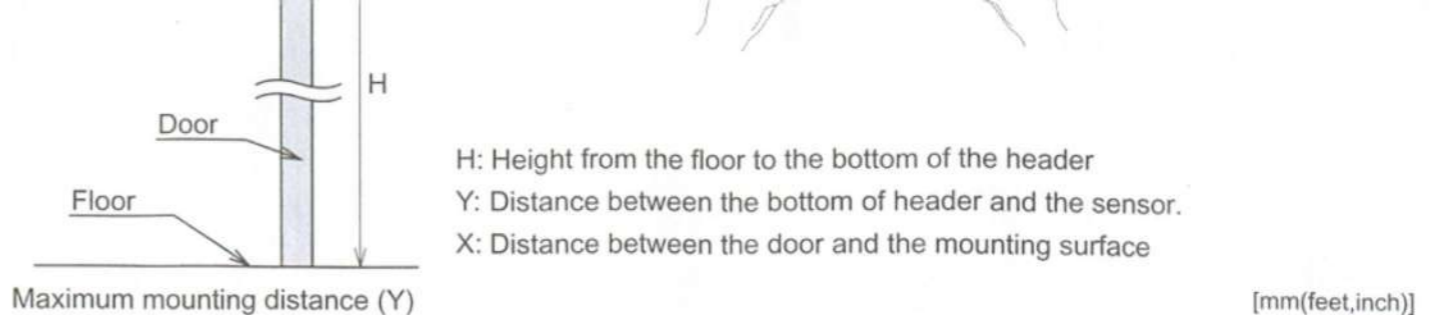 H
Door
H: Height from the floor to the bottom of the header
Floor
Y: Distance between the bottom of header and the sensor.
X: Distance between the door and the mounting surface
Maximum mounting distance (Y)
[mm(feet,inch)]